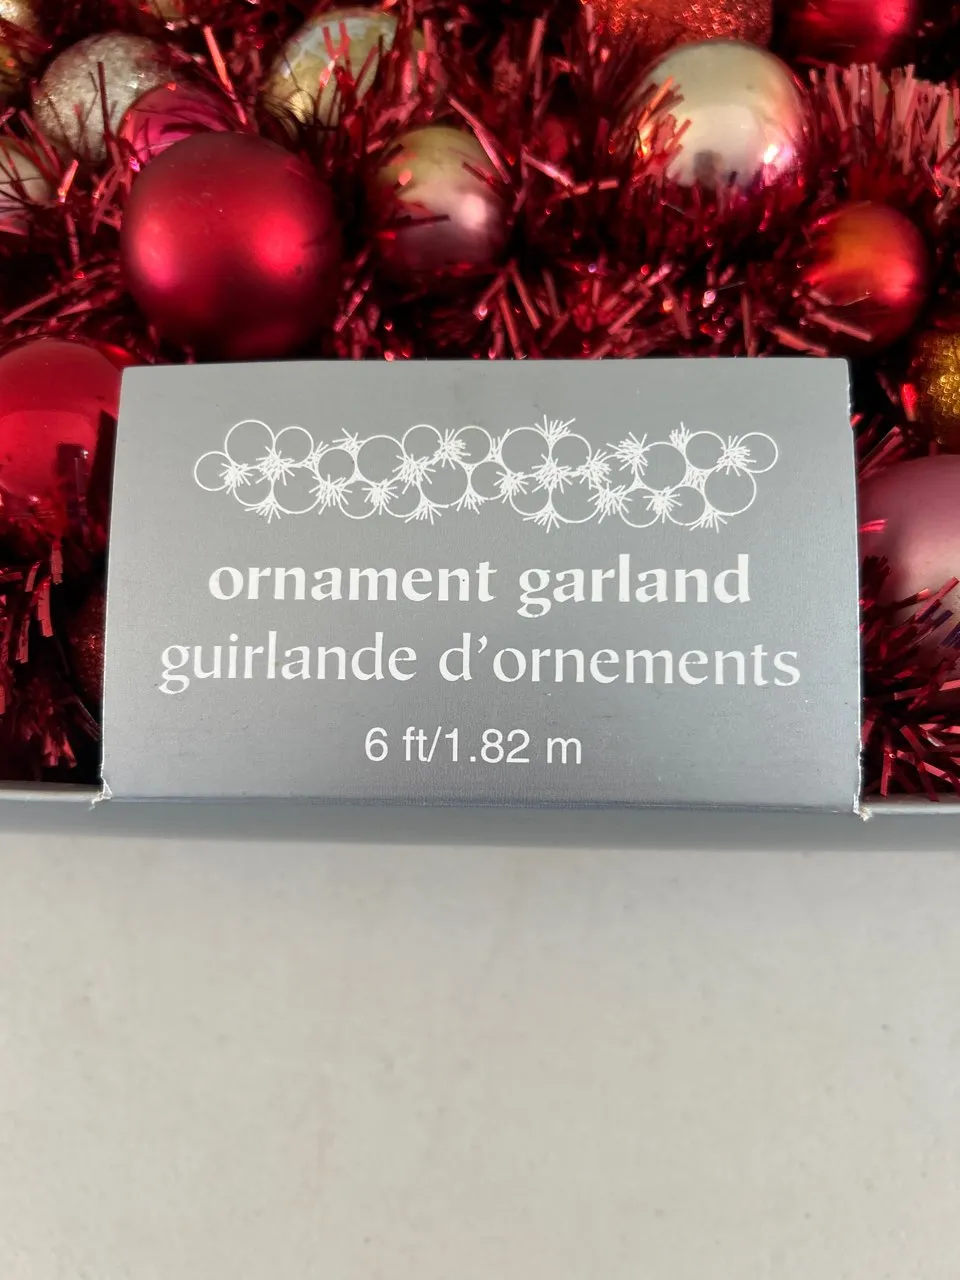 ornament garland
guirlande d'ornements
6 ft/1.82 m